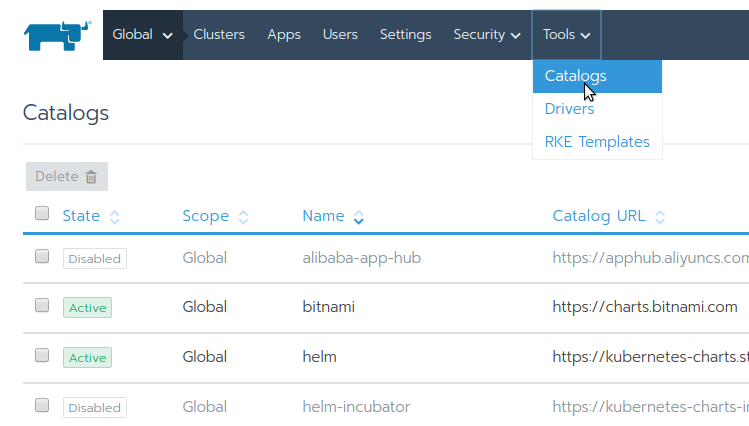 Global Clusters Apps Users Settings Security Tools
Catalogs
Drivers
RKE Templates
Catalogs
Delete
State Scope Name Catalog URL
Disabled Global alibaba-app-hub https://apphub.aliyuncs.com
Active Global bitnami https://charts.bitnami.com
Active Global helm https://kubernetes-charts.st
Disabled Global helm-incubator https://kubernetes-charts-in